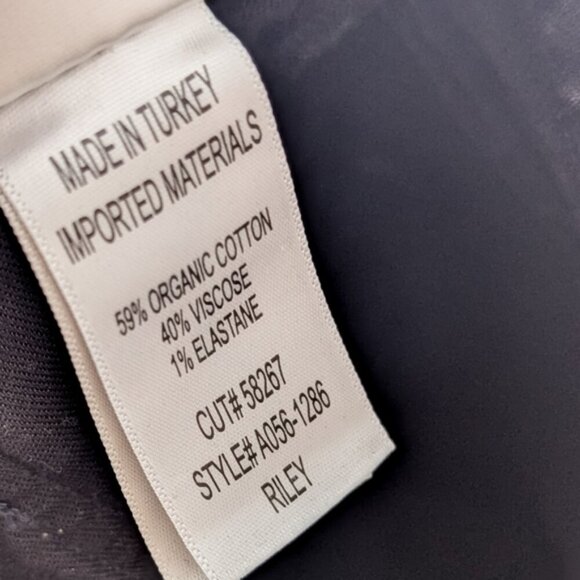 MADE IN TURKEY
IMPORTED MATERIALS
59% ORGANIC COTTON
40% VISCOSE
1% ELASTANE
CUT# 58267
STYLE# A056-1286
RILEY